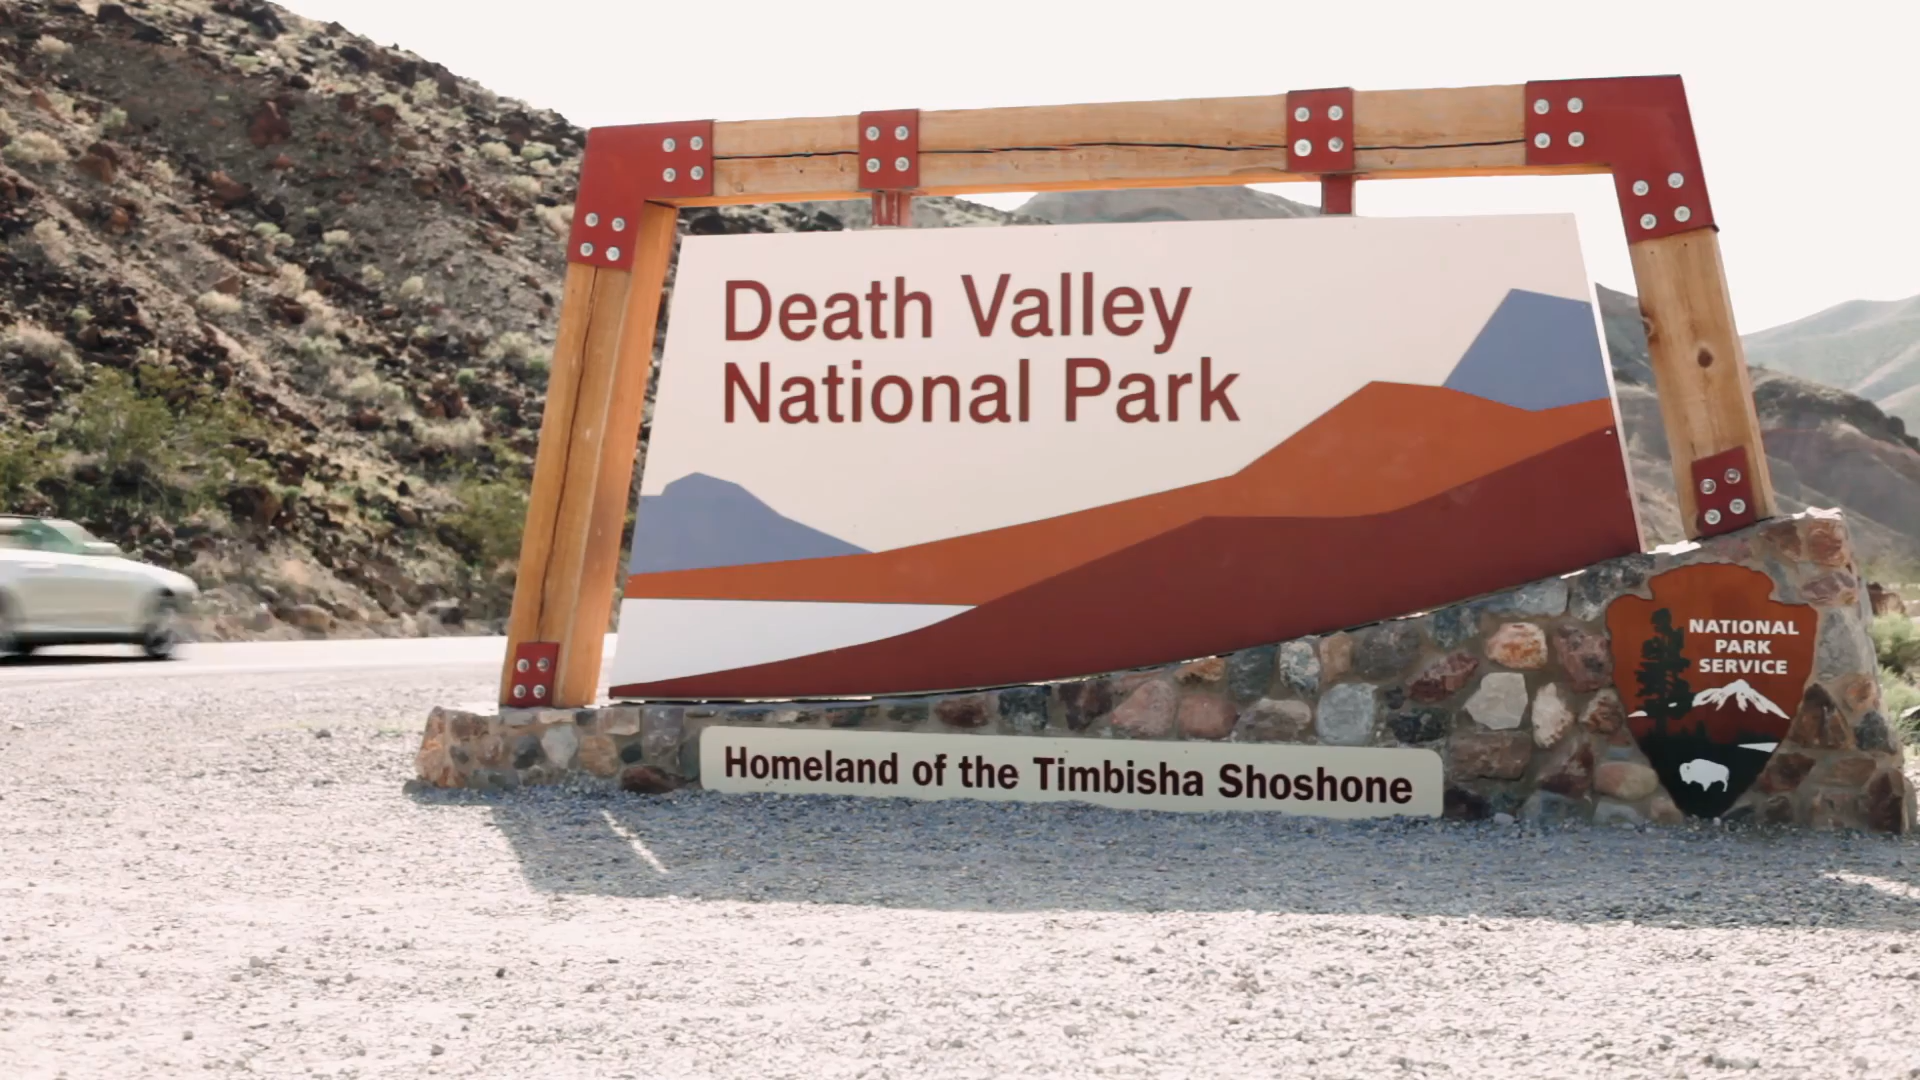 Death Valley
National Park
Homeland of the Timbisha Shoshone
NATIONAL
PARK
SERVICE